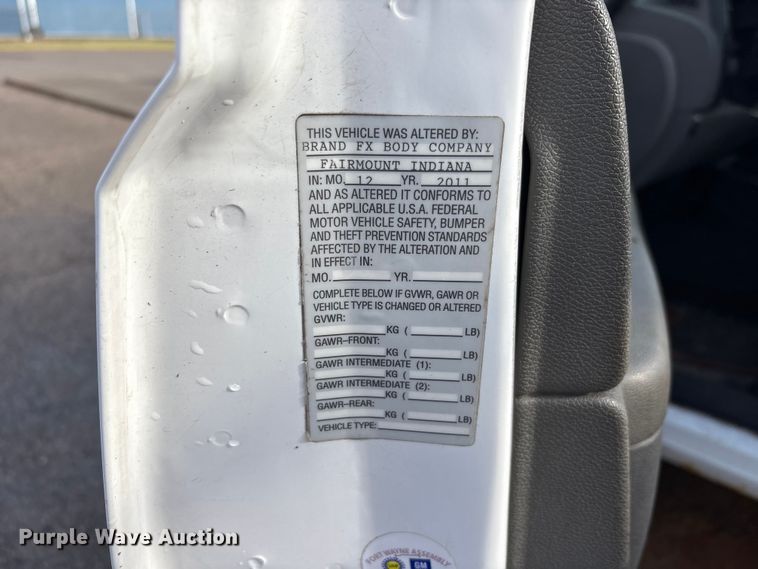 THIS VEHICLE WAS ALTERED BY:
BRAND FX BODY COMPANY
FAIRMOUNT INDIANA
IN: MO. 12 YR. 2011
AND AS ALTERED IT CONFORMS TO
ALL APPLICABLE U.S.A. FEDERAL
MOTOR VEHICLE SAFETY, BUMPER
AND THEFT PREVENTION STANDARDS
AFFECTED BY THE ALTERATION AND
IN EFFECT IN:
MO. YR.
COMPLETE BELOW IF GVWR, GAWR OR
VEHICLE TYPE IS CHANGED OR ALTERED
GVWR:
KG ( LB)
GAWR–FRONT:
KG ( LB)
GAWR INTERMEDIATE (1):
KG ( LB)
GAWR INTERMEDIATE (2):
KG ( LB)
GAWR–REAR:
KG ( LB)
VEHICLE TYPE:
FORT WAYNE ASSEMBLY
GM
Purple Wave Auction